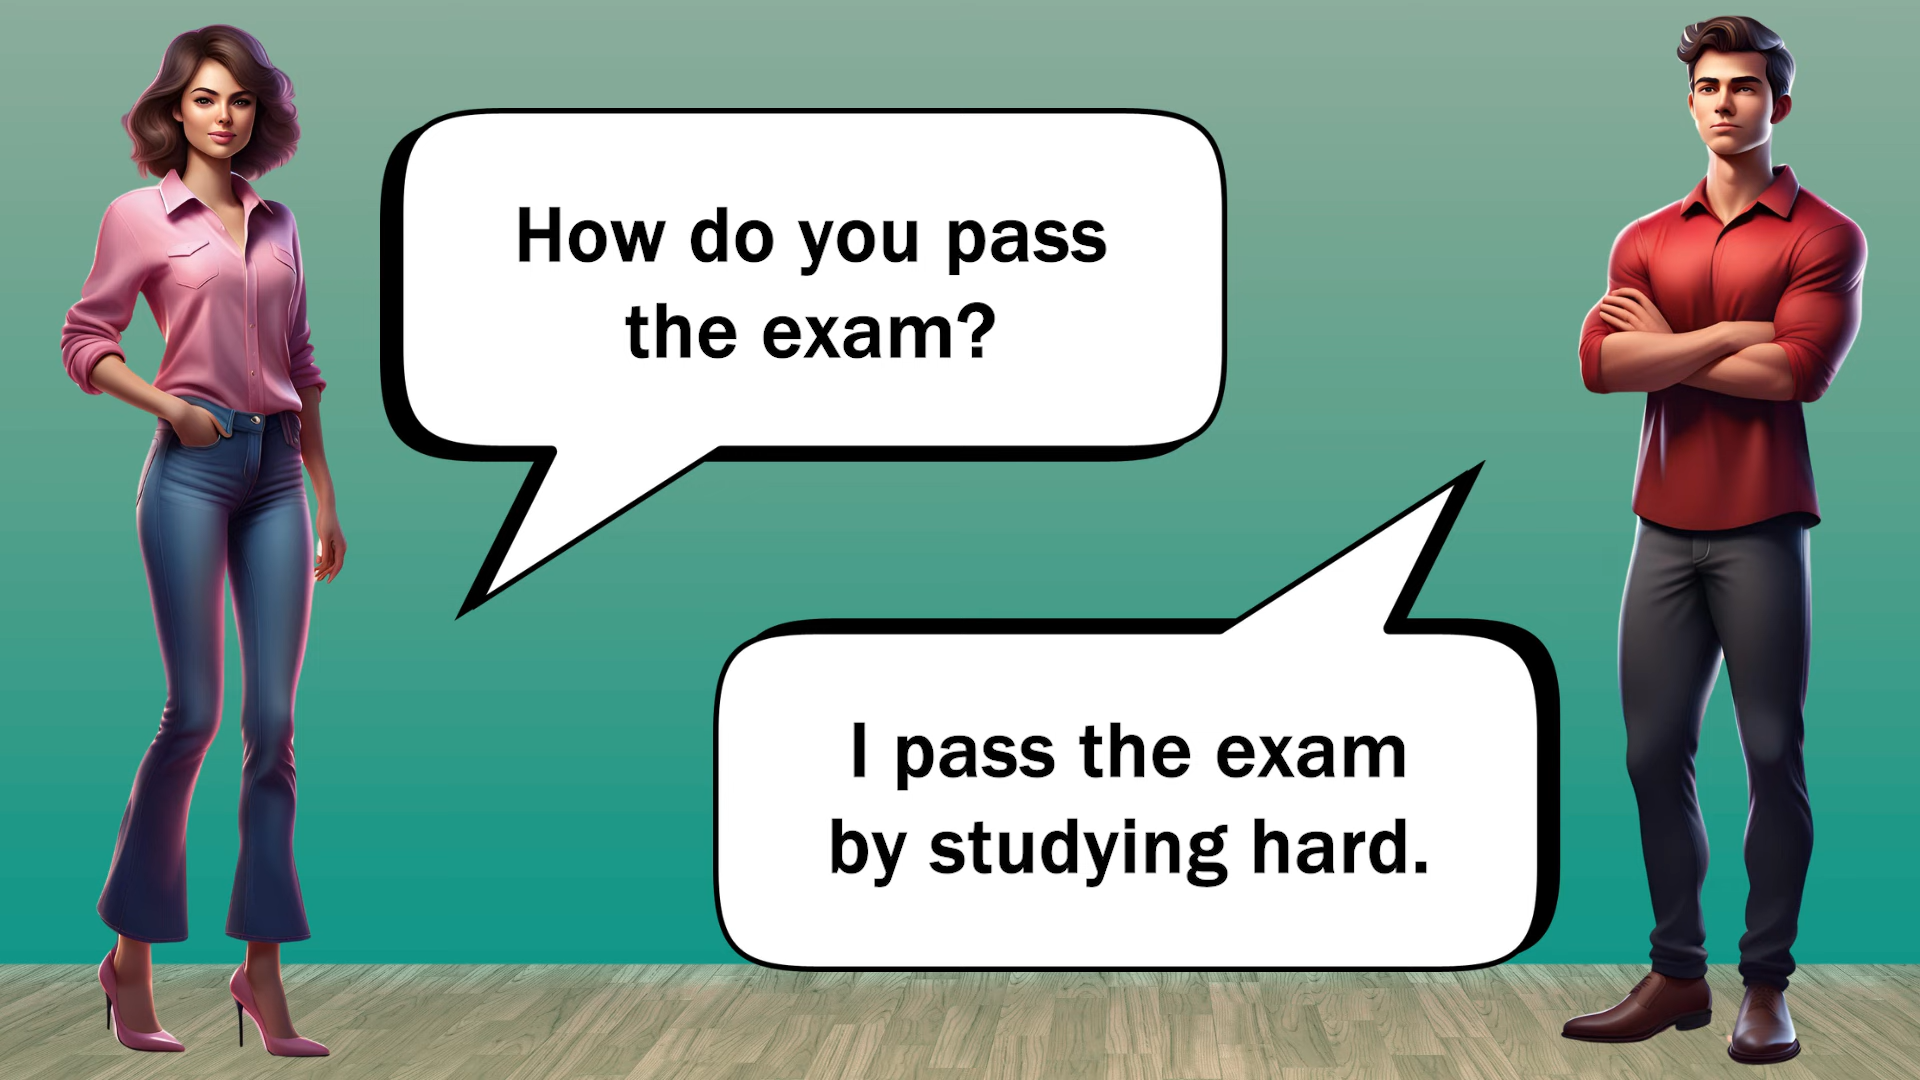 How do you pass
the exam?
I pass the exam
by studying hard.